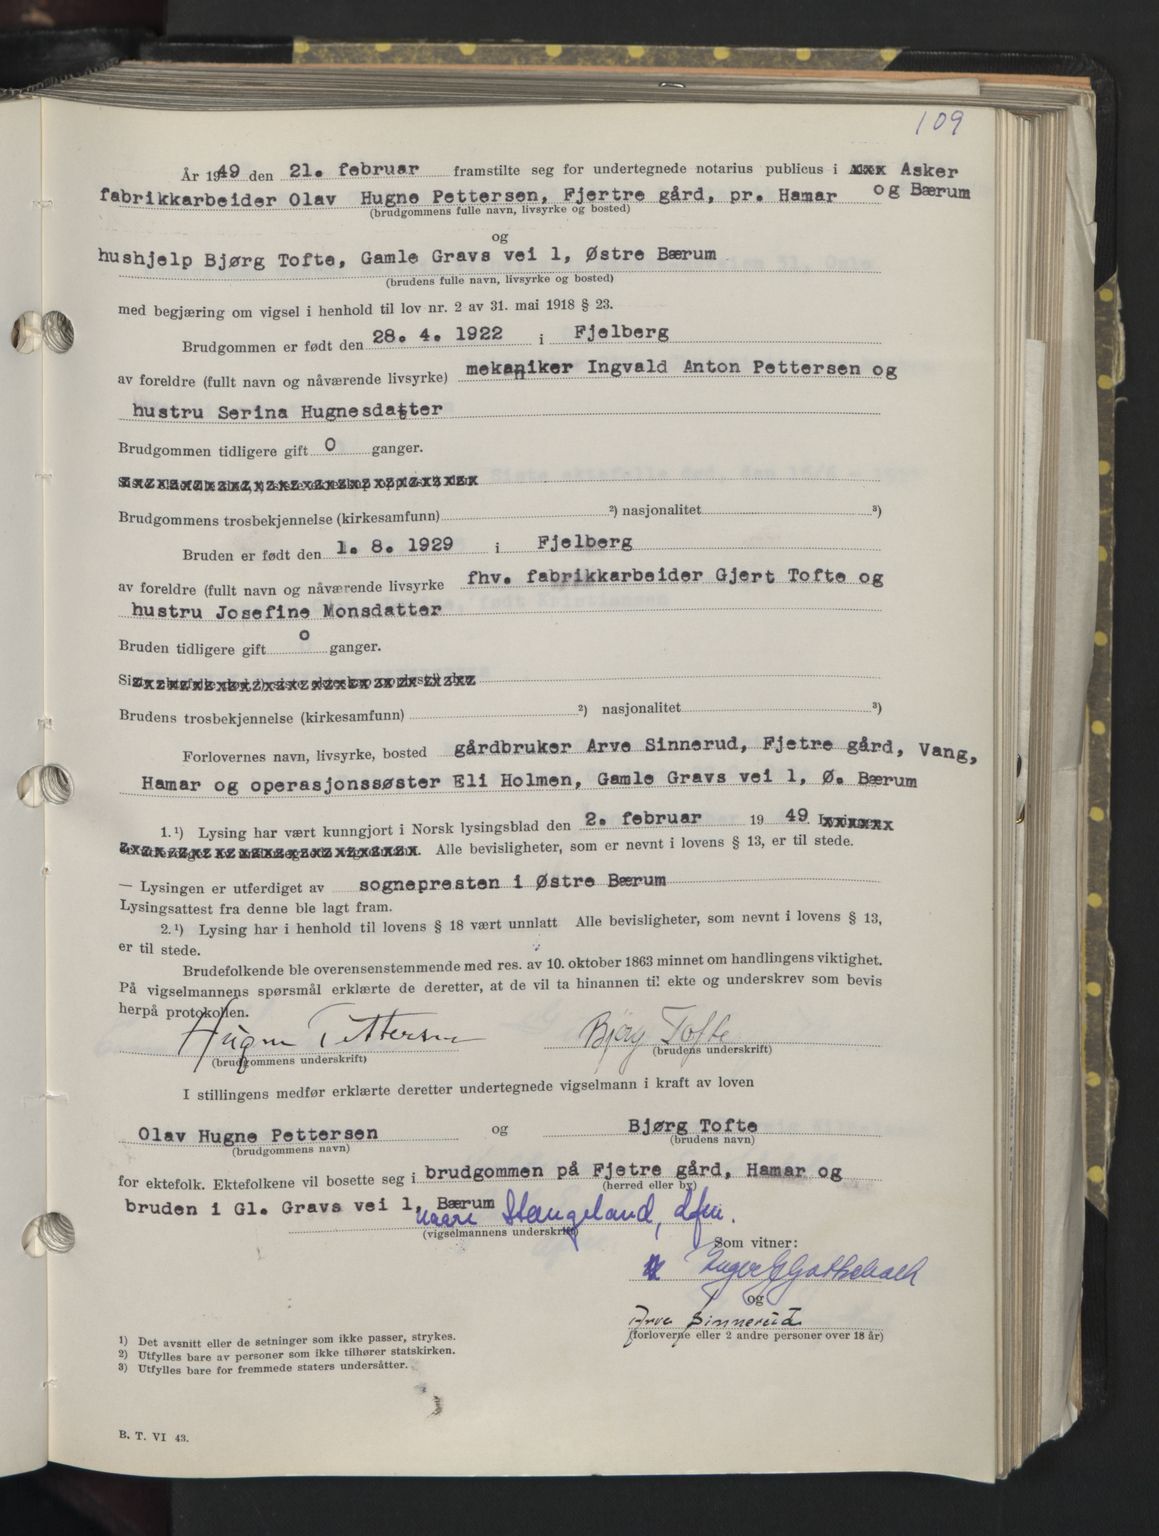 109
År 1949 den 21. februar framstilte seg for undertegnede notarius publicus i xxx Asker
fabrikkarbeider Olav Hugne Pettersen, Fjertre gård, pr. Hamar og Bærum
(brudgommens fulle navn, livsyrke og bosted)
og
hushjelp Bjørg Tofte, Gamle Gravs vei 1, Østre Bærum
(brudens fulle navn, livsyrke og bosted)
med begjæring om vigsel i henhold til lov nr. 2 av 31. mai 1918 § 23.
Brudgommen er født den 28. 4. 1922 i Fjelberg
av foreldre (fullt navn og nåværende livsyrke) mekaniker Ingvald Anton Pettersen og
hustru Serina Hugnesdatter
Brudgommen tidligere gift 0 ganger.
Brudgommens trosbekjennelse (kirkesamfunn) ²) nasjonalitet ³)
Bruden er født den 1. 8. 1929 i Fjelberg
av foreldre (fullt navn og nåværende livsyrke fhv. fabrikkarbeider Gjert Tofte og
hustru Josefine Monsdatter
Bruden tidligere gift 0 ganger.
Brudens trosbekjennelse (kirkesamfunn) ²) nasjonalitet ³)
Forlovernes navn, livsyrke, bosted gårdbruker Arve Sinnerud, Fjetre gård, Vang,
Hamar og operasjonssøster Eli Holmen, Gamle Gravs vei 1, Ø. Bærum
1.¹) Lysing har vært kunngjort i Norsk lysingsblad den 2. februar 19 49.
Alle bevisligheter, som er nevnt i lovens § 13, er til stede.
— Lysingen er utferdiget av sognepresten i Østre Bærum
Lysingsattest fra denne ble lagt fram.
2.¹) Lysing har i henhold til lovens § 18 vært unnlatt Alle bevisligheter, som nevnt i lovens § 13,
er til stede.
Brudefolkende ble overensenstemmende med res. av 10. oktober 1863 minnet om handlingens viktighet.
På vigselmannens spørsmål erklærte de deretter, at de vil ta hinannen til ekte og underskrev som bevis
herpå protokollen.
Hugne Pettersen Bjørg Tofte
(brudgommens underskrift) (brudens underskrift)
I stillingens medfør erklærte deretter undertegnede vigselmann i kraft av loven
Olav Hugne Pettersen og Bjørg Tofte
(brudgommens navn) (brudens navn)
for ektefolk. Ektefolkene vil bosette seg i brudgommen på Fjetre gård, Hamar og
(herred eller by)
bruden i Gl. Gravs vei 1, Bærum
Kaare Stangeland, dfm.
(vigselmannens underskrift)
Som vitner:
Inger G Gottschalk
og
Arve Sinnerud
(forloverne eller 2 andre personer over 18 år)
1) Det avsnitt eller de setninger som ikke passer, strykes.
2) Utfylles bare av personer som ikke tilhører statskirken.
3) Utfylles bare for fremmede staters undersåtter.
B. T. VI 43.